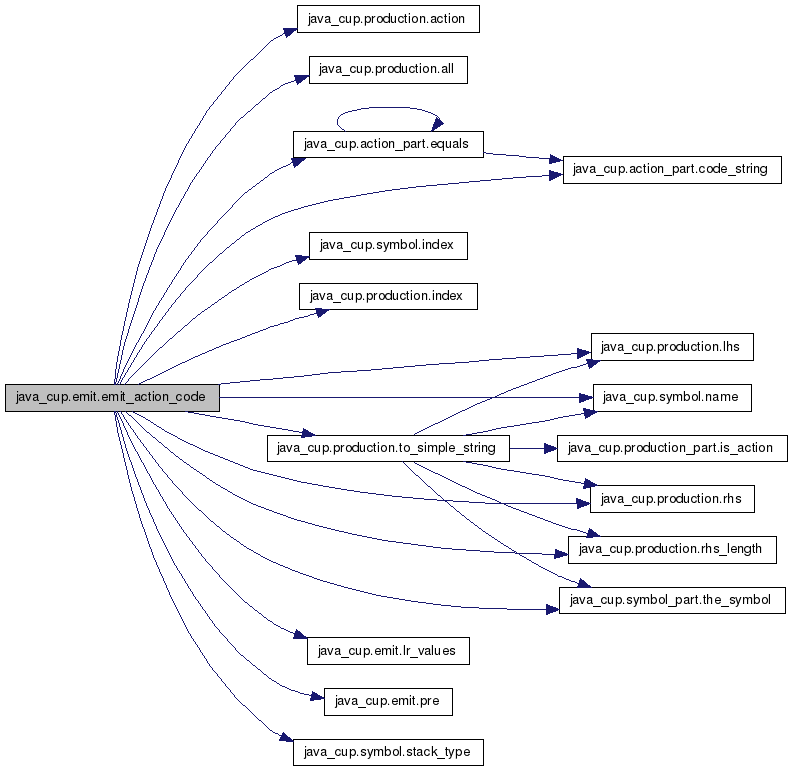 java_cup.production.action
java_cup.production.all
java_cup.action_part.equals
java_cup.action_part.code_string
java_cup.symbol.index
java_cup.production.index
java_cup.production.lhs
java_cup.emit.emit_action_code
java_cup.symbol.name
java_cup.production.to_simple_string
java_cup.production_part.is_action
java_cup.production.rhs
java_cup.production.rhs_length
java_cup.symbol_part.the_symbol
java_cup.emit.lr_values
java_cup.emit.pre
java_cup.symbol.stack_type